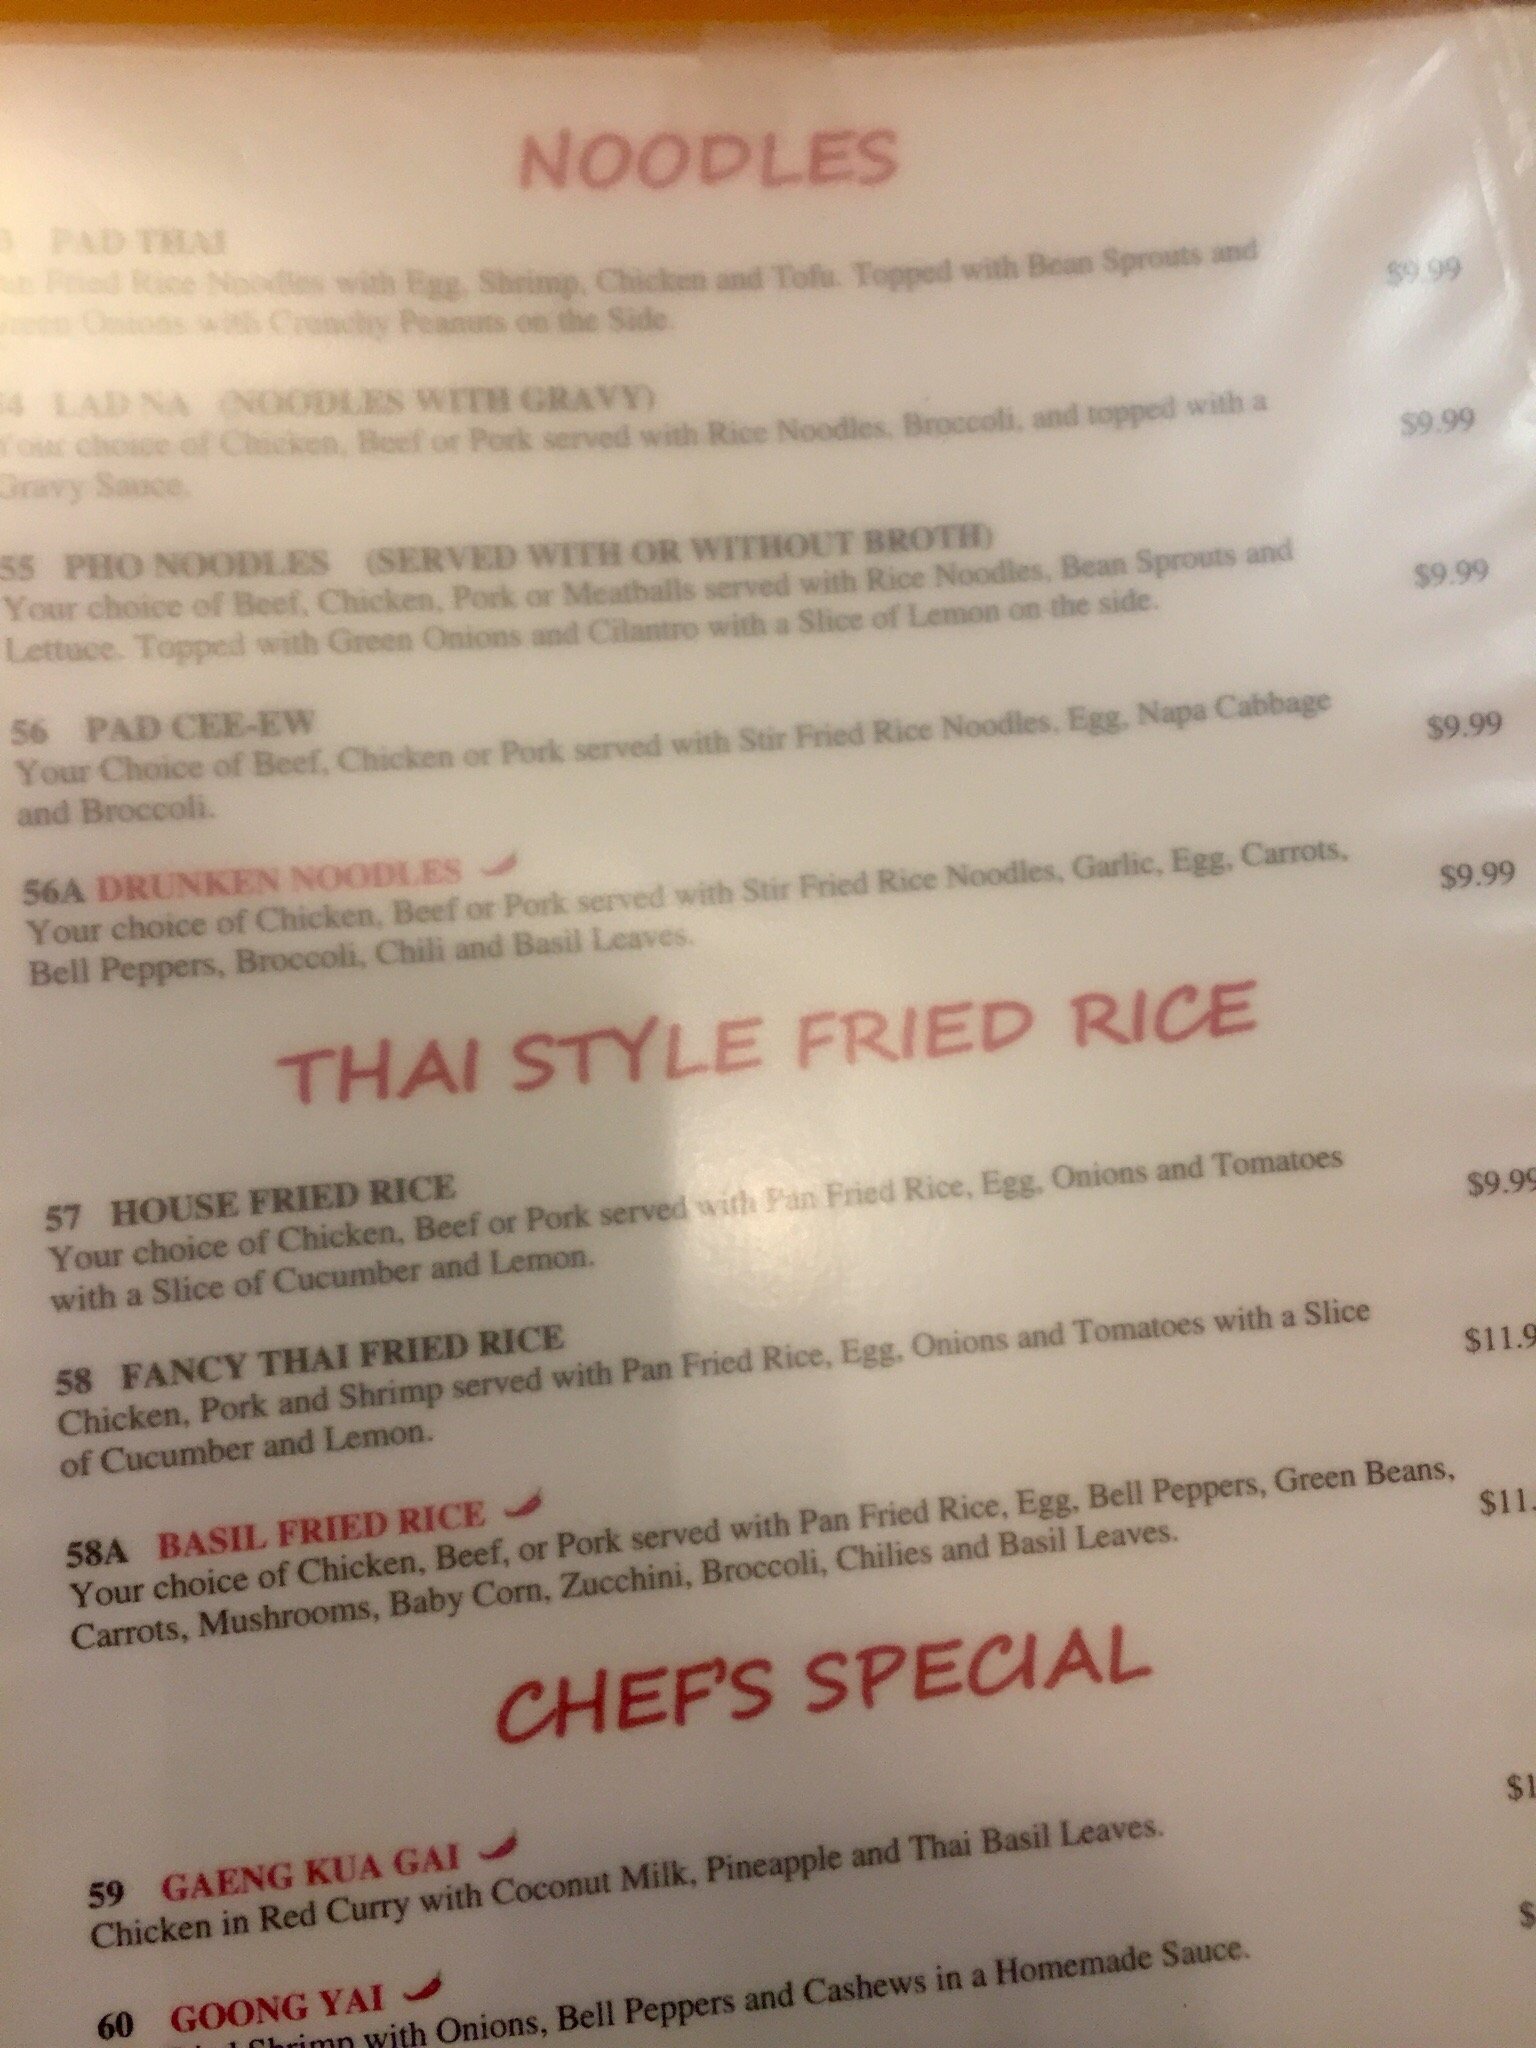 NOODLES
PAD THAI
Fried Rice Noodles with Egg, Shrimp, Chicken and Tofu. Topped with Bean Sprouts and $9.99
Onions with Crunchy Peanuts on the Side.
LAD NA (NOODLES WITH GRAVY)
Your choice of Chicken, Beef or Pork served with Rice Noodles, Broccoli, and topped with a $9.99
Gravy Sauce.
55 PHO NOODLES (SERVED WITH OR WITHOUT BROTH)
Your choice of Beef, Chicken, Pork or Meatballs served with Rice Noodles, Bean Sprouts and $9.99
Lettuce. Topped with Green Onions and Cilantro with a Slice of Lemon on the side.
56 PAD CEE-EW
Your Choice of Beef, Chicken or Pork served with Stir Fried Rice Noodles, Egg, Napa Cabbage $9.99
and Broccoli.
56A DRUNKEN NOODLES
Your choice of Chicken, Beef or Pork served with Stir Fried Rice Noodles, Garlic, Egg, Carrots, $9.99
Bell Peppers, Broccoli, Chili and Basil Leaves.
THAI STYLE FRIED RICE
57 HOUSE FRIED RICE
Your choice of Chicken, Beef or Pork served with Pan Fried Rice, Egg, Onions and Tomatoes $9.99
with a Slice of Cucumber and Lemon.
58 FANCY THAI FRIED RICE
Chicken, Pork and Shrimp served with Pan Fried Rice, Egg, Onions and Tomatoes with a Slice $11.9
of Cucumber and Lemon.
58A BASIL FRIED RICE
Your choice of Chicken, Beef, or Pork served with Pan Fried Rice, Egg, Bell Peppers, Green Beans, $11.
Carrots, Mushrooms, Baby Corn, Zucchini, Broccoli, Chilies and Basil Leaves.
CHEF'S SPECIAL
59 GAENG KUA GAI $1
Chicken in Red Curry with Coconut Milk, Pineapple and Thai Basil Leaves.
60 GOONG YAI $
Shrimp with Onions, Bell Peppers and Cashews in a Homemade Sauce.